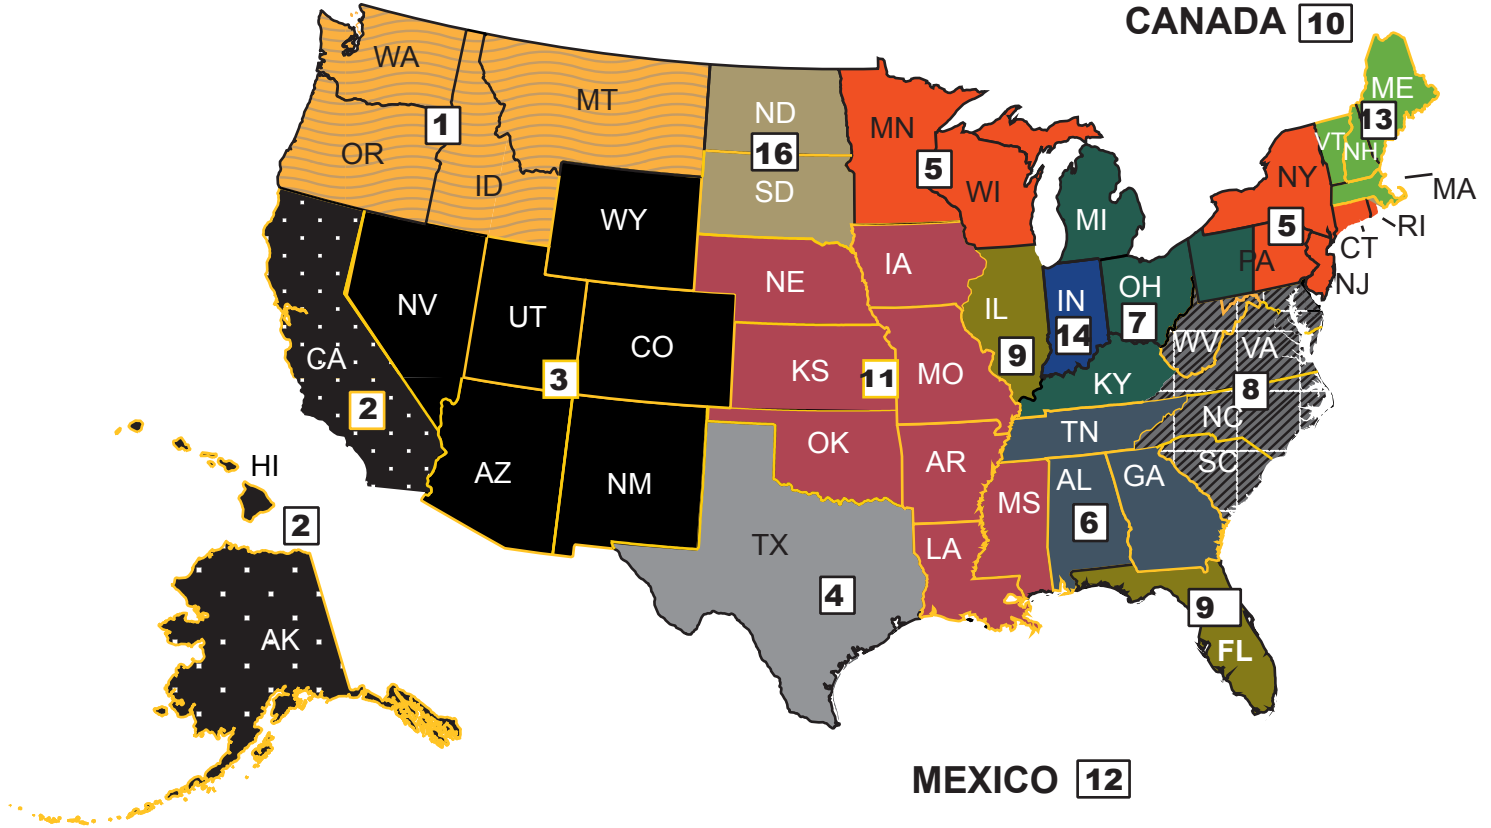 CANADA 10
WA
MT
ND
MN
ME
13
1
OR
ID
16
SD
5
WI
VT
NH
NY
MA
WY
MI
5
RI
CT
PA
NJ
NE
IA
NV
UT
CO
IL
IN
14
OH
7
CA
2
3
KS
11
MO
9
KY
WV
VA
8
NC
SC
HI
2
AZ
NM
OK
AR
TN
MS
AL
GA
6
TX
4
LA
9
FL
AK
MEXICO 12